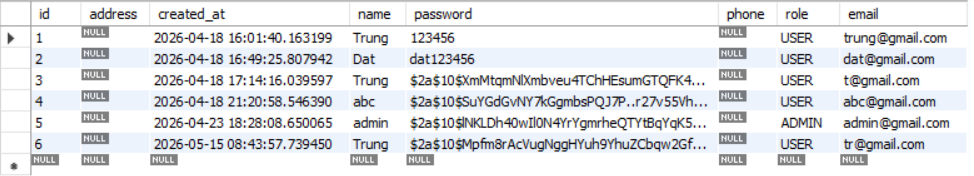 id address created_at name password phone role email
1 NULL 2026-04-18 16:01:40.163199 Trung 123456 NULL USER trung@gmail.com
2 NULL 2026-04-18 16:49:25.807942 Dat dat123456 NULL USER dat@gmail.com
3 NULL 2026-04-18 17:14:16.039597 Trung $2a$10$XmMtqmNlXmbveu4TChHEsumGTQFK4... NULL USER t@gmail.com
4 NULL 2026-04-18 21:20:58.546390 abc $2a$10$SuYGdGvNY7kGgmbsPQJ7P..r27v55Vh... NULL USER abc@gmail.com
5 NULL 2026-04-23 18:28:08.650065 admin $2a$10$lNKLDh40wIl0N4YrYgmrheQTYtBqYqK5... NULL ADMIN admin@gmail.com
6 NULL 2026-05-15 08:43:57.739450 Trung $2a$10$Mpfm8rAcVugNggHYuh9YhuZCbqw2Gf... NULL USER tr@gmail.com
NULL NULL NULL NULL NULL NULL NULL NULL